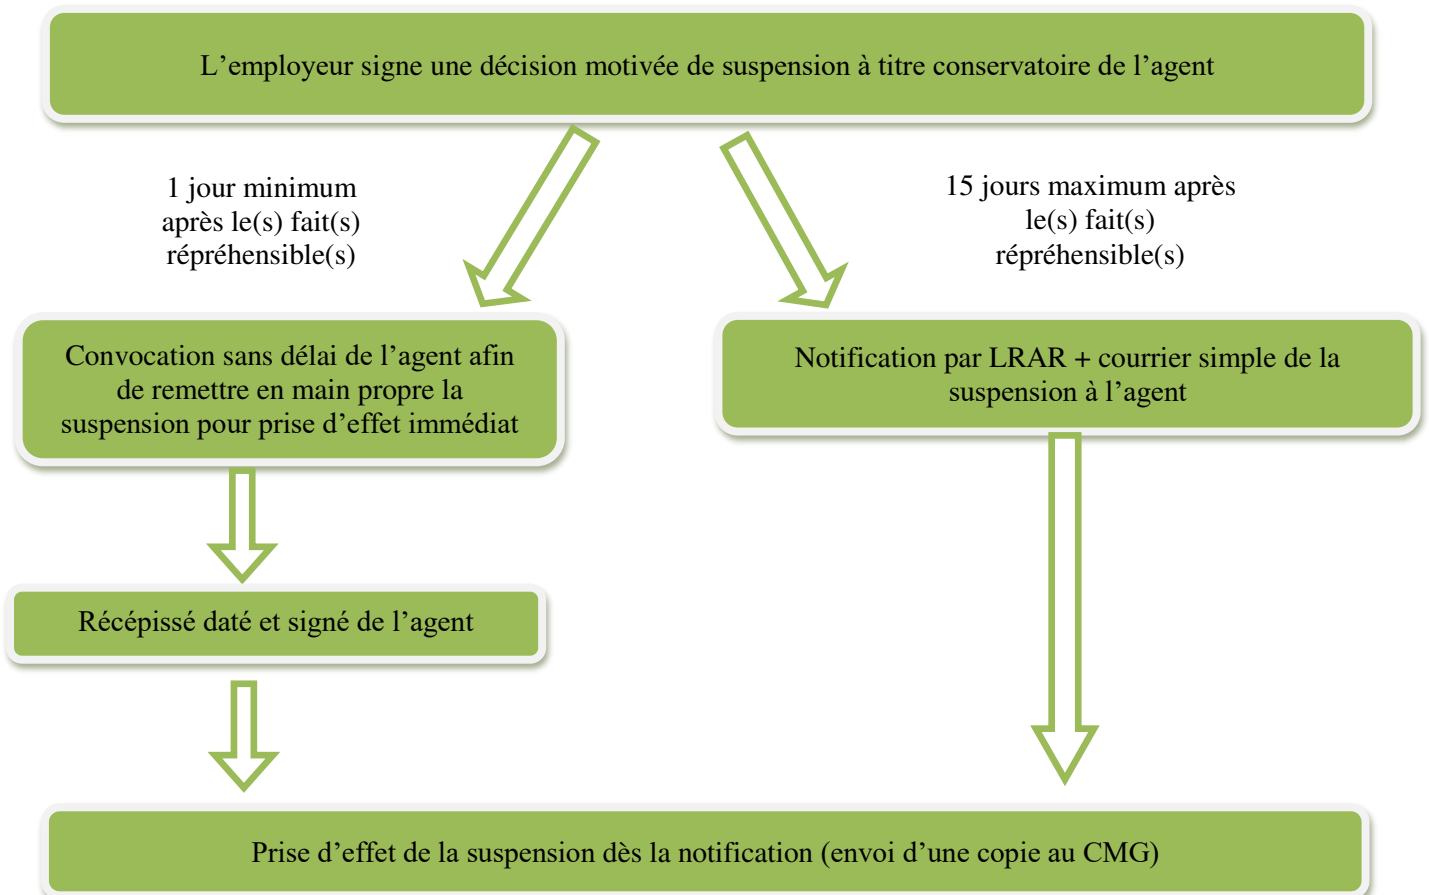 L’employeur signe une décision motivée de suspension à titre conservatoire de l’agent
1 jour minimum
après le(s) fait(s)
répréhensible(s)
15 jours maximum après
le(s) fait(s)
répréhensible(s)
Convocation sans délai de l’agent afin
de remettre en main propre la
suspension pour prise d’effet immédiat
Notification par LRAR + courrier simple de la
suspension à l’agent
Récépissé daté et signé de l’agent
Prise d’effet de la suspension dès la notification (envoi d’une copie au CMG)